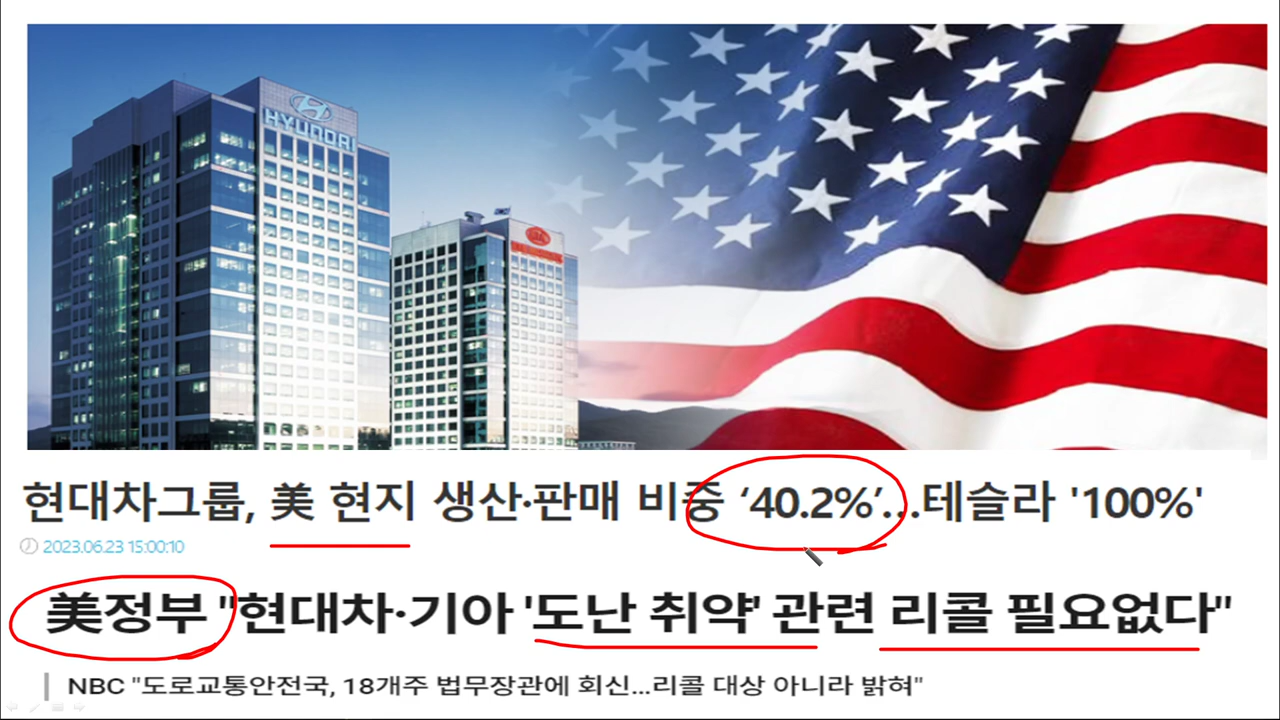 HYUNDAI
현대차그룹, 美 현지 생산·판매 비중 ‘40.2%’...테슬라 '100%'
2023.06.23 15:00:10
美정부 "현대차·기아 '도난 취약' 관련 리콜 필요없다"
NBC "도로교통안전국, 18개주 법무장관에 회신...리콜 대상 아니라 밝혀"